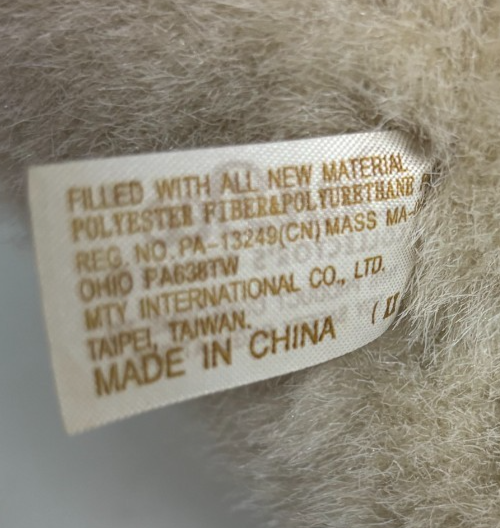 FILLED WITH ALL NEW MATERIAL
POLYESTER FIBER&POLYURETHANE
REG. NO. PA-13249(CN) MASS MA-
OHIO PA638TW
MTY INTERNATIONAL CO., LTD.
TAIPEI, TAIWAN.
MADE IN CHINA (